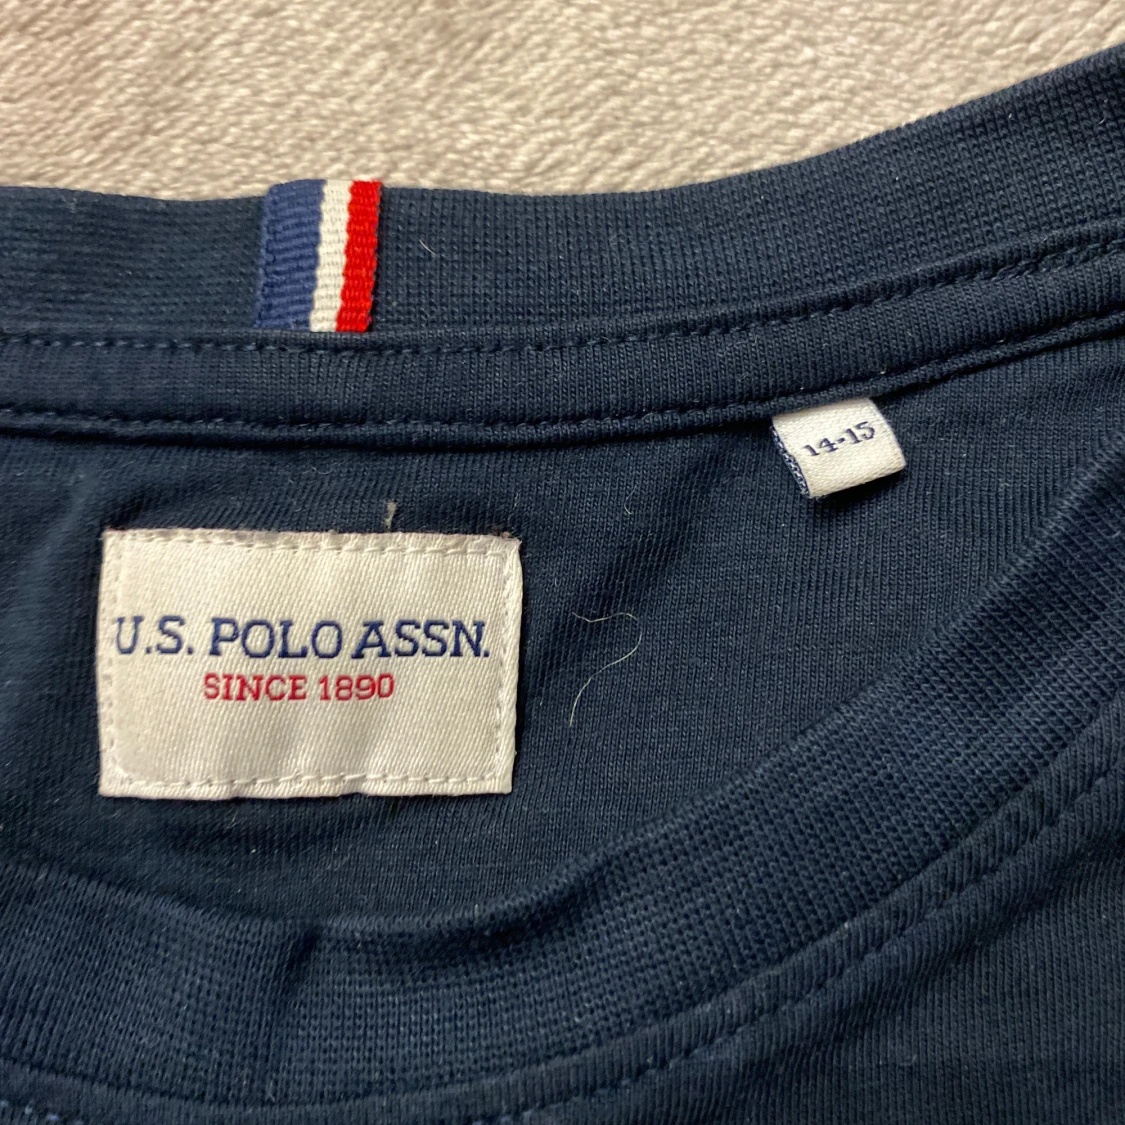 14-15
U.S. POLO ASSN.
SINCE 1890